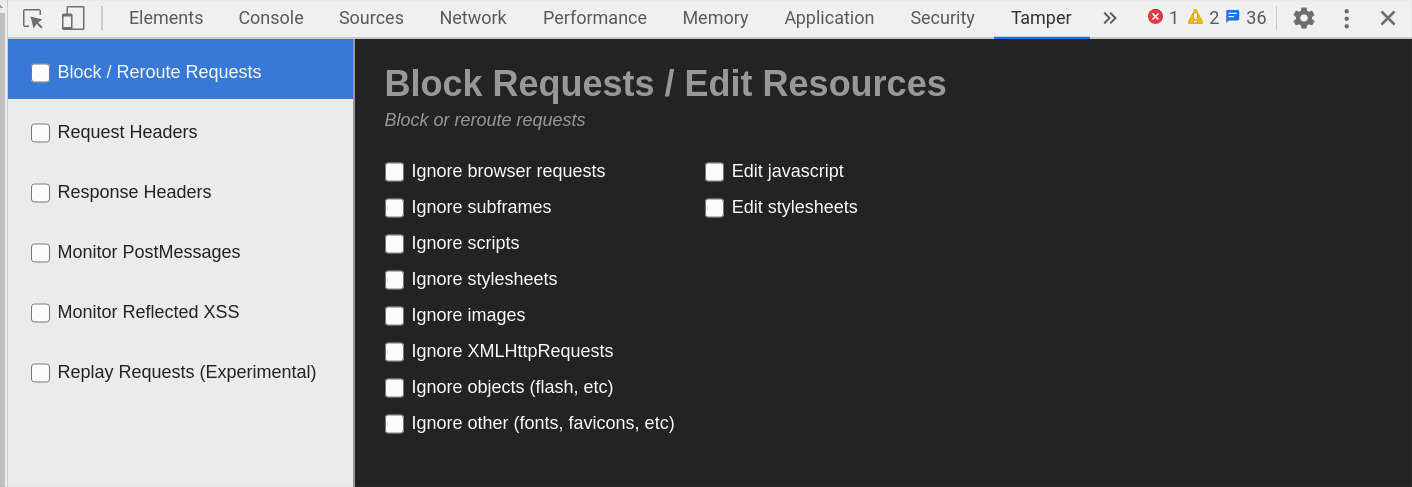 Elements Console Sources Network Performance Memory Application Security Tamper 1 2 36
Block / Reroute Requests
Request Headers
Response Headers
Monitor PostMessages
Monitor Reflected XSS
Replay Requests (Experimental)
Block Requests / Edit Resources
Block or reroute requests
Ignore browser requests
Ignore subframes
Ignore scripts
Ignore stylesheets
Ignore images
Ignore XMLHttpRequests
Ignore objects (flash, etc)
Ignore other (fonts, favicons, etc)
Edit javascript
Edit stylesheets